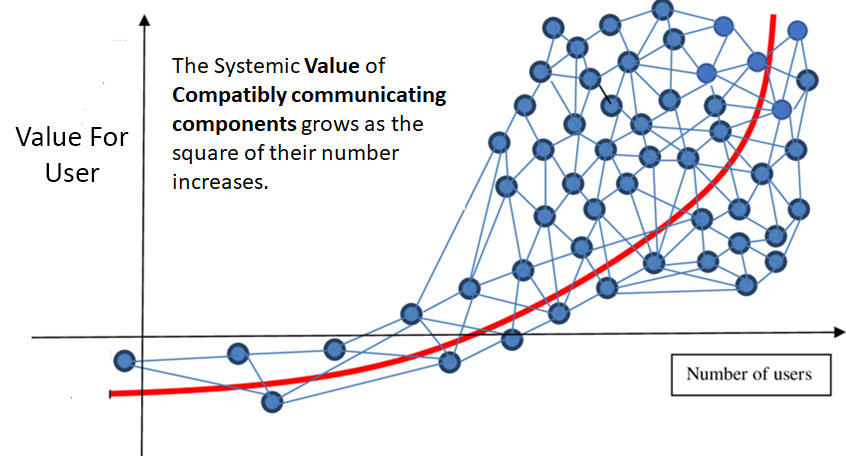 The Systemic Value of
Compatibly communicating
components grows as the
square of their number
increases.
Value For
User
Number of users